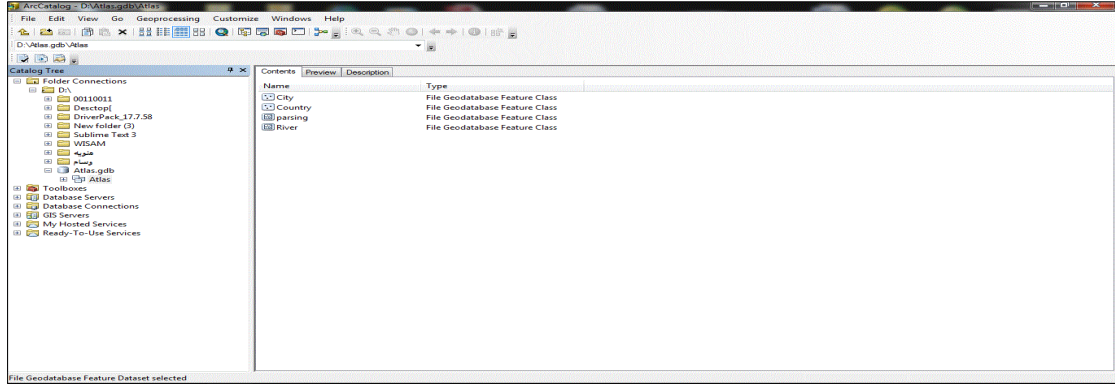 ArcCatalog - D:\Atlas.gdb\Atlas
File Edit View Go Geoprocessing Customize Windows Help
D:\Atlas.gdb\Atlas
Catalog Tree
Contents Preview Description
Folder Connections
D:\
00110011
Desctop[
DriverPack_17.7.58
New folder (3)
Sublime Text 3
WISAM
وسام
Atlas.gdb
Atlas
Toolboxes
Database Servers
Database Connections
GIS Servers
My Hosted Services
Ready-To-Use Services
Name Type
City File Geodatabase Feature Class
Country File Geodatabase Feature Class
parsing File Geodatabase Feature Class
River File Geodatabase Feature Class
File Geodatabase Feature Dataset selected